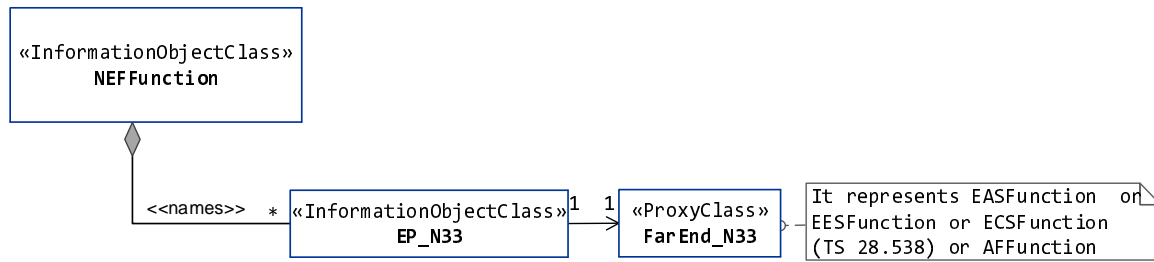 «InformationObjectClass»
NEFFunction
<<names>>
*
«InformationObjectClass»
EP_N33
1
1
«ProxyClass»
FarEnd_N33
It represents EASFunction or
EESFunction or ECSFunction
(TS 28.538) or AFFunction